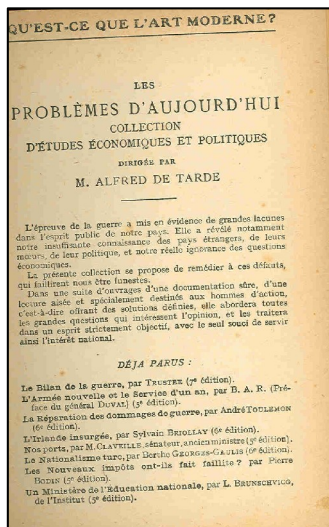 QU'EST-CE QUE L'ART MODERNE?
LES
PROBLÈMES D'AUJOURD'HUI
COLLECTION
D'ÉTUDES ÉCONOMIQUES ET POLITIQUES
DIRIGÉE PAR
M. ALFRED DE TARDE
L'épreuve de la guerre a mis en évidence de grandes lacunes
dans l'esprit public de notre pays. Elle a révélé notamment
notre insuffisante connaissance des pays étrangers, de leurs
mœurs, de leur politique, et notre réelle ignorance des questions
économiques.
La présente collection se propose de remédier à ces défauts,
qui faillirent nous être funestes.
Dans une suite d'ouvrages d'une documentation sûre, d'une
lecture aisée et spécialement destinés aux hommes d'action,
c'est-à-dire offrant des solutions définies, elle abordera toutes
les grandes questions qui intéressent l'opinion, et les traitera
dans un esprit strictement objectif, avec le seul souci de servir
ainsi l'intérêt national.
DÉJA PARUS :
Le Bilan de la guerre, par TRUSTEE (7e édition).
L'Armée nouvelle et le Service d'un an, par B. A. R. (Pré-
face du général DUVAL) (5e édition).
La Réparation des dommages de guerre, par André TOULEMON
(6e édition).
L'Irlande insurgée, par Sylvain BRIOLLAY (6e édition).
Nos ports, par M. CLAVEILLE, sénateur, ancien ministre (5e édition).
Le Nationalisme turc, par Berthe GEORGES-GAULIS (6e édition).
Les Nouveaux impôts ont-ils fait faillite ? par Pierre
BODIN (5e édition).
Un Ministère de l'Éducation nationale, par L. BRUNSCHVICG,
de l'Institut (5e édition).